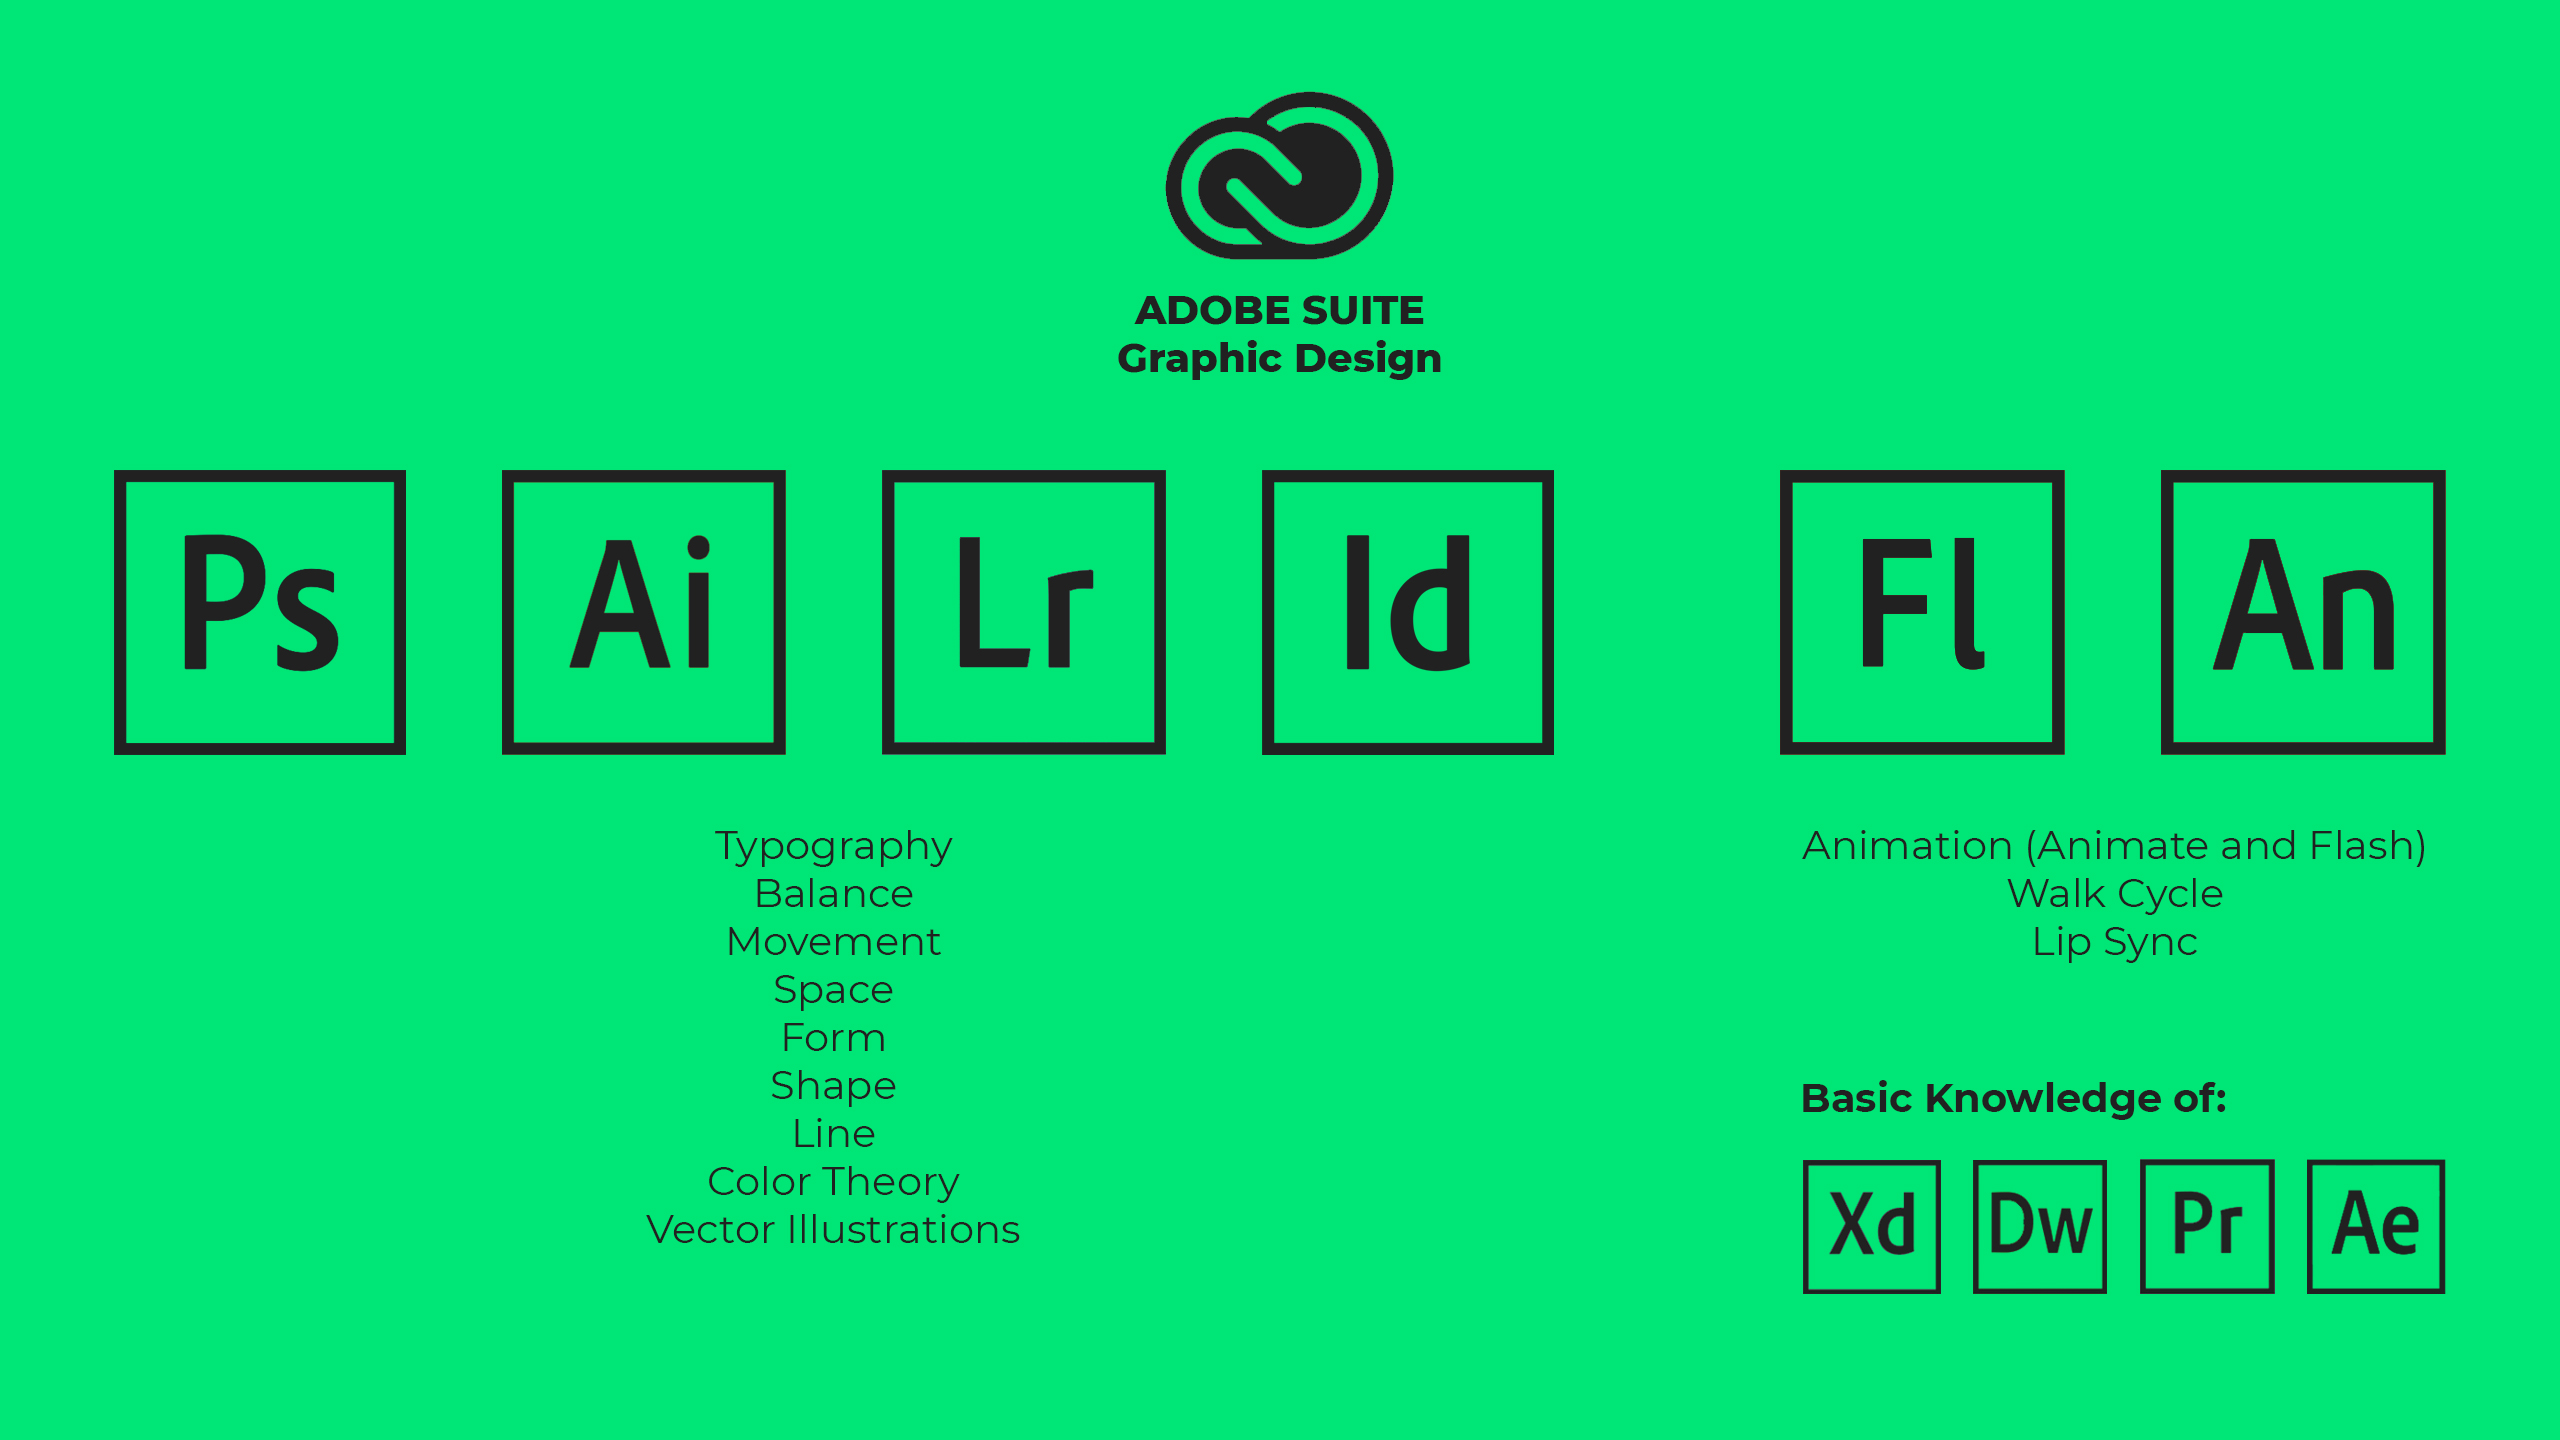 ADOBE SUITE
Graphic Design
Ps Ai Lr Id Fl An
Typography
Balance
Movement
Space
Form
Shape
Line
Color Theory
Vector Illustrations
Animation (Animate and Flash)
Walk Cycle
Lip Sync
Basic Knowledge of:
Xd Dw Pr Ae